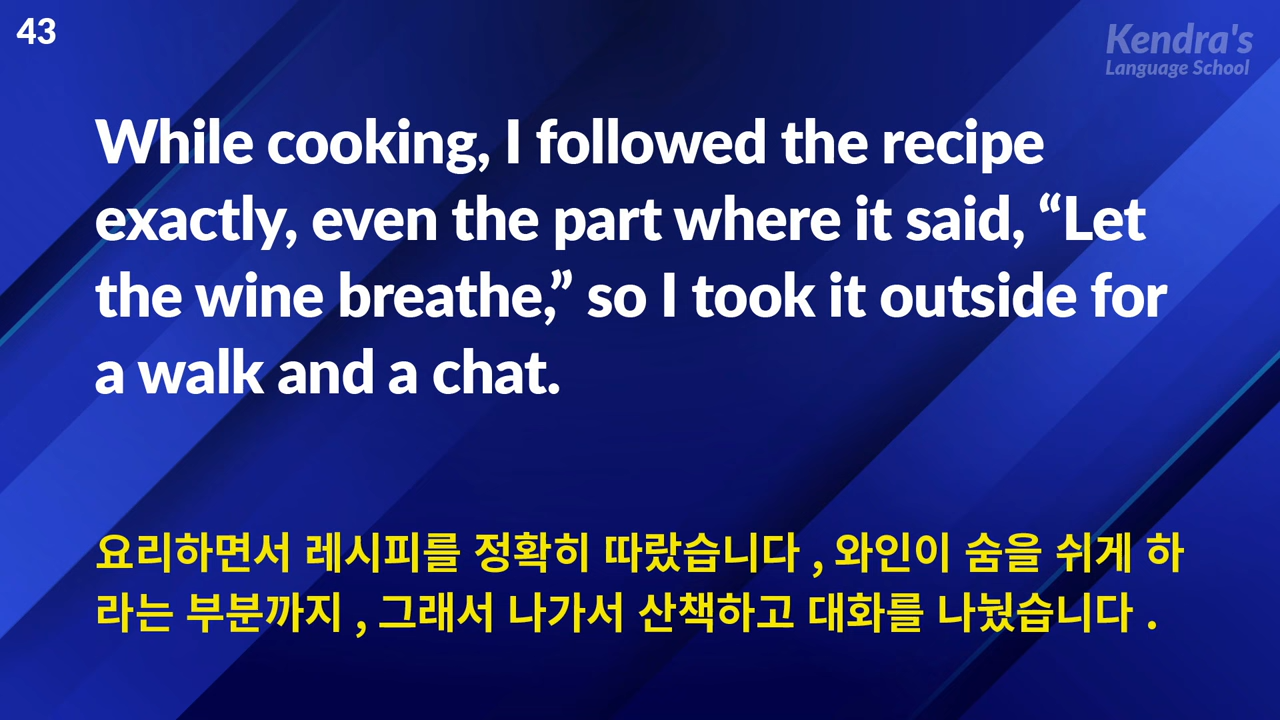 43
Kendra's
Language School
While cooking, I followed the recipe
exactly, even the part where it said, “Let
the wine breathe,” so I took it outside for
a walk and a chat.
요리하면서 레시피를 정확히 따랐습니다 , 와인이 숨을 쉬게 하
라는 부분까지 , 그래서 나가서 산책하고 대화를 나눴습니다 .